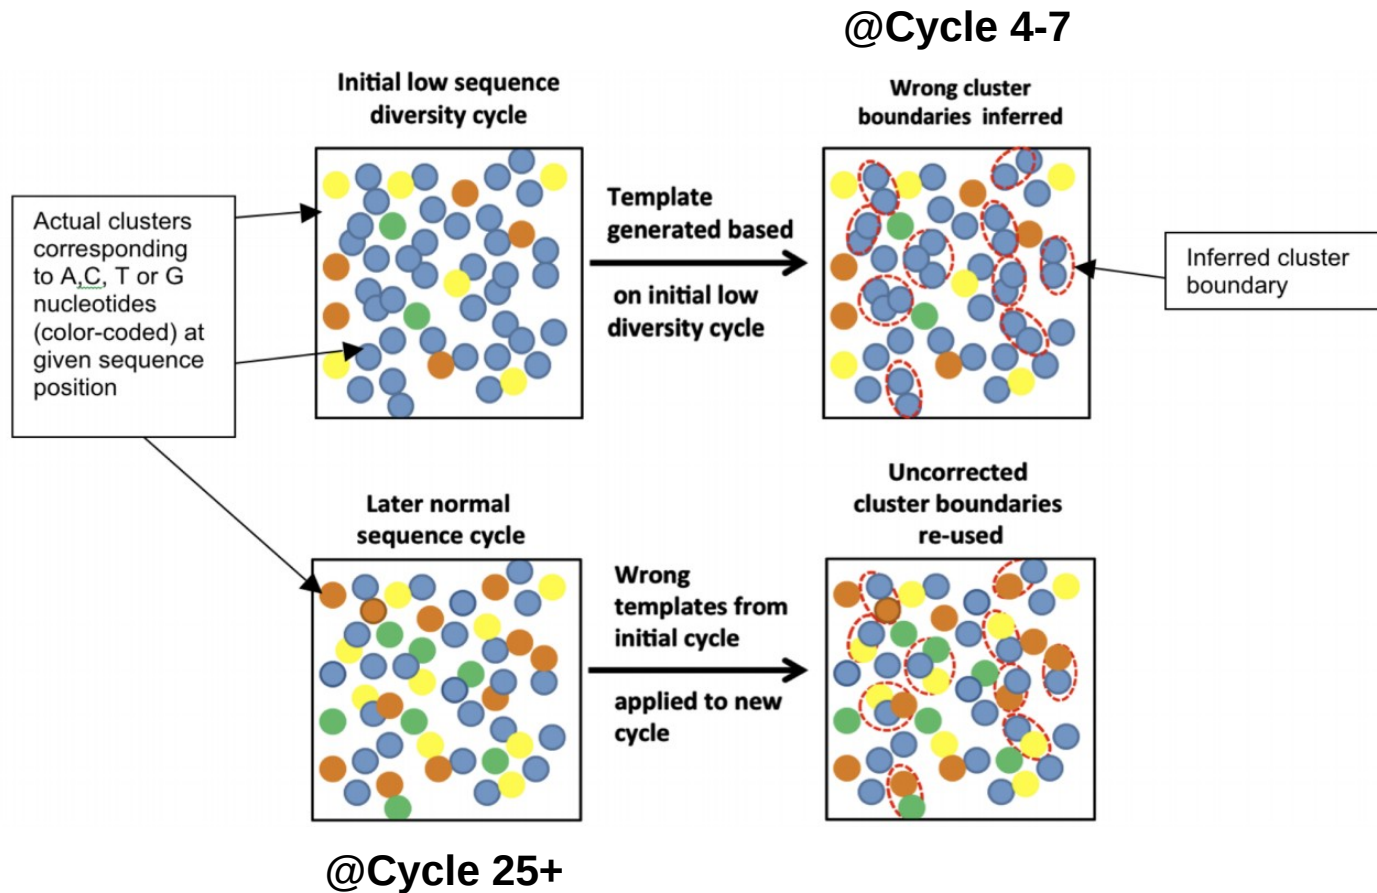 @Cycle 4-7
Initial low sequence
diversity cycle
Wrong cluster
boundaries inferred
Actual clusters
corresponding
to A,C, T or G
nucleotides
(color-coded) at
given sequence
position
Template
generated based
on initial low
diversity cycle
Inferred cluster
boundary
Later normal
sequence cycle
Uncorrected
cluster boundaries
re-used
Wrong
templates from
initial cycle
applied to new
cycle
@Cycle 25+